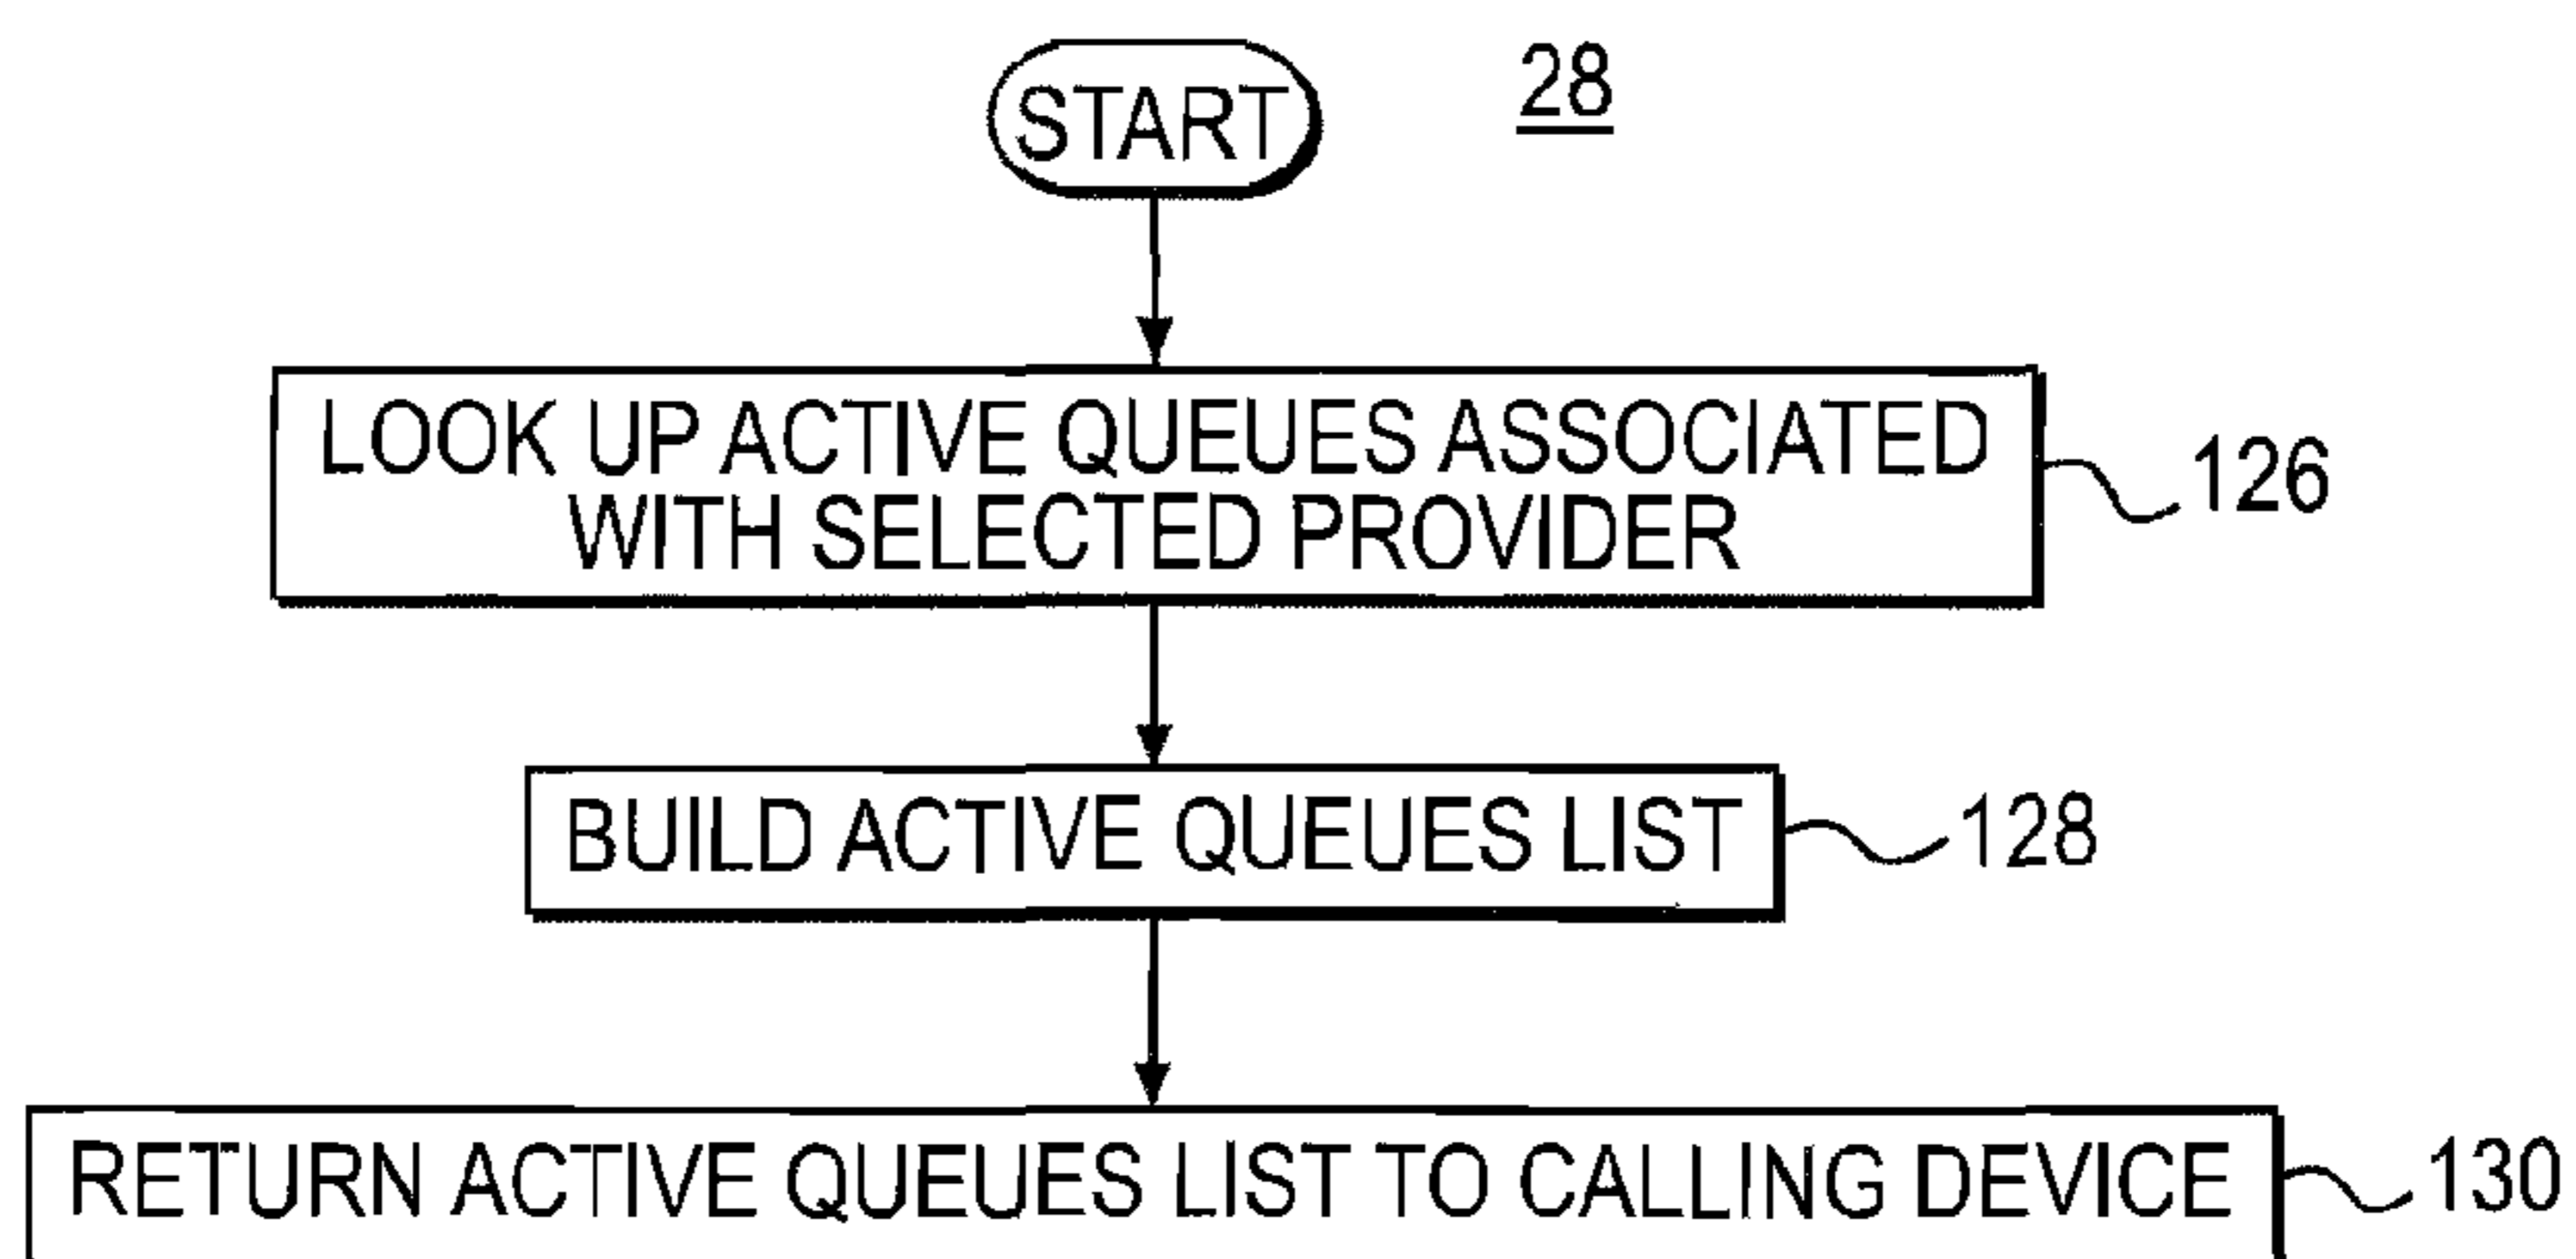 START
28
LOOK UP ACTIVE QUEUES ASSOCIATED
WITH SELECTED PROVIDER
126
BUILD ACTIVE QUEUES LIST
128
RETURN ACTIVE QUEUES LIST TO CALLING DEVICE
130